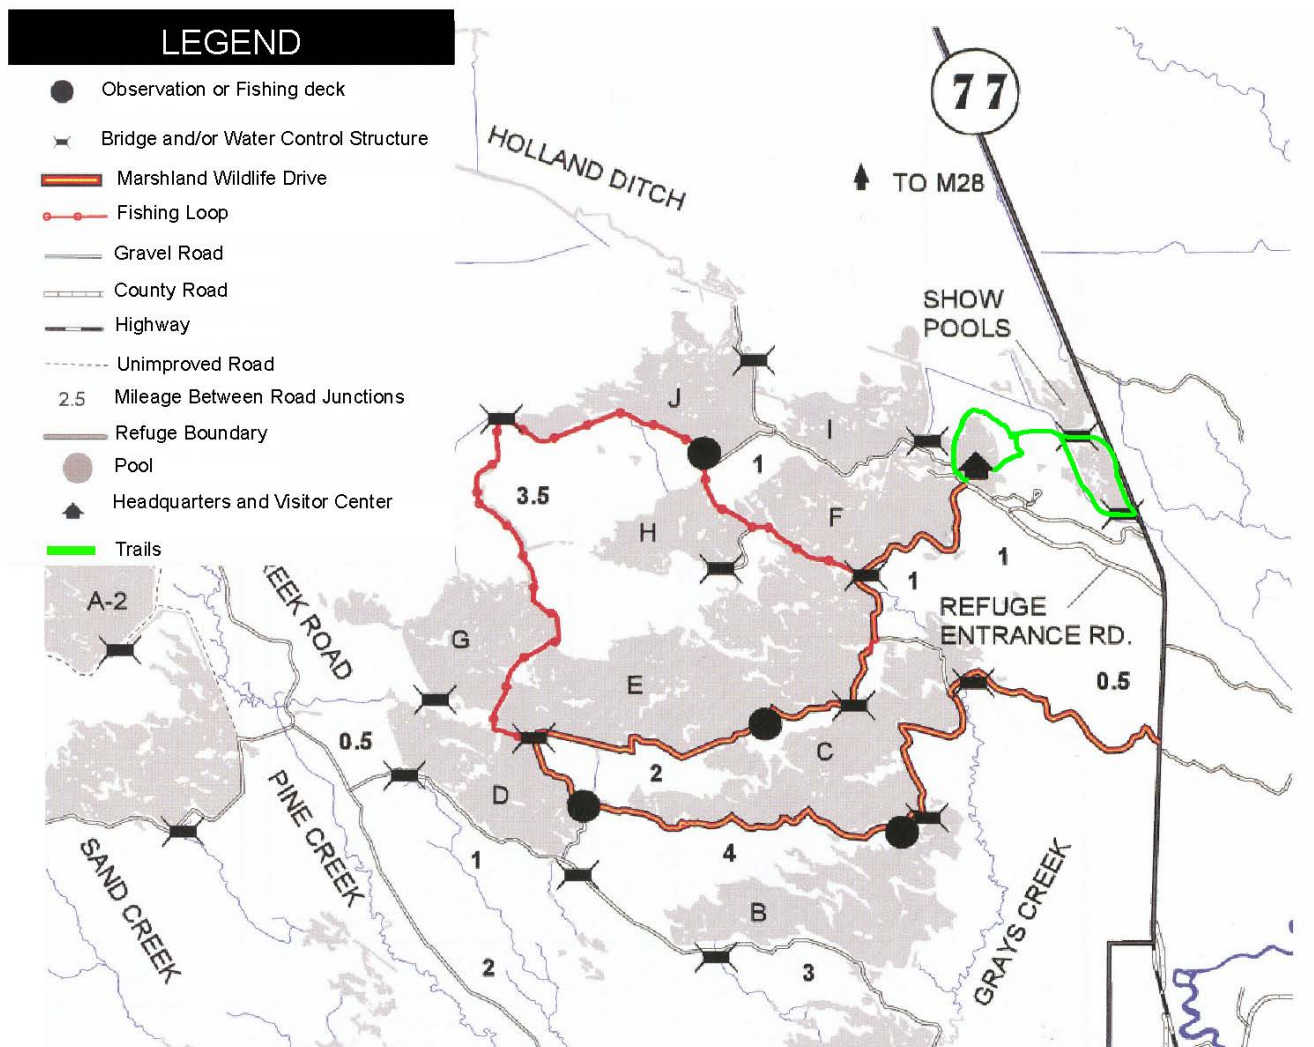 LEGEND
Observation or Fishing deck
Bridge and/or Water Control Structure
Marshland Wildlife Drive
Fishing Loop
Gravel Road
County Road
Highway
Unimproved Road
2.5 Mileage Between Road Junctions
Refuge Boundary
Pool
Headquarters and Visitor Center
Trails
77
HOLLAND DITCH
TO M28
SHOW
POOLS
J
I
1
3.5
F
H
1
1
A-2
EEK ROAD
REFUGE
ENTRANCE RD.
G
E
0.5
0.5
C
2
D
PINE CREEK
SAND CREEK
1
4
B
GRAYS CREEK
2
3